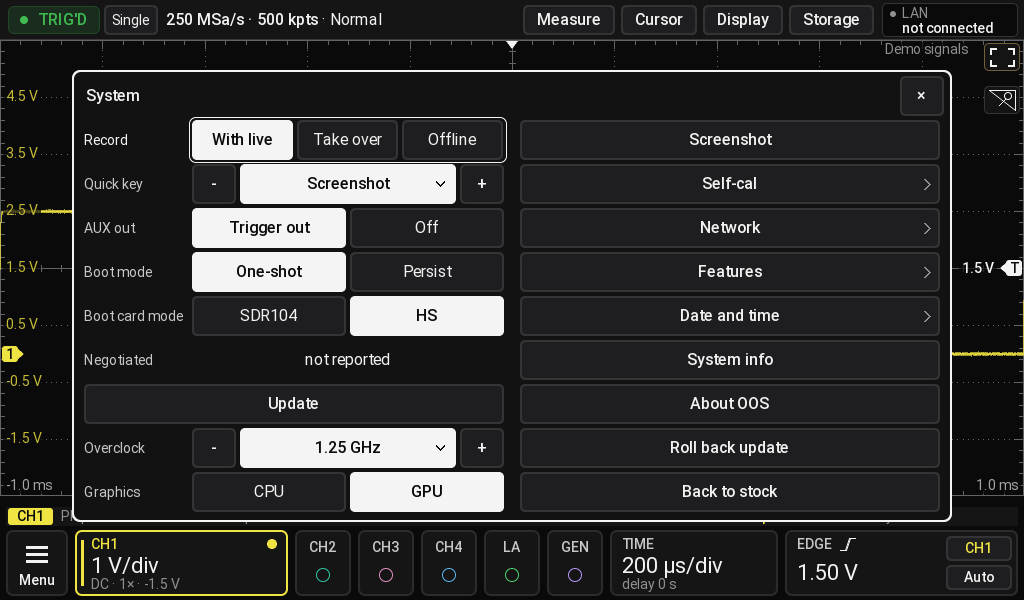 TRIG'D Single 250 MSa/s · 500 kpts · Normal Measure Cursor Display Storage LAN
not connected
Demo signals
System ×
4.5 V
Record With live Take over Offline Screenshot
3.5 V
Quick key - Screenshot + Self-cal
2.5 V
AUX out Trigger out Off Network
1.5 V Boot mode One-shot Persist Features 1.5 V T
Boot card mode SDR104 HS Date and time
0.5 V
1 Negotiated not reported System info
-0.5 V
Update About OOS
-1.5 V
Overclock - 1.25 GHz + Roll back update
-1.0 ms Graphics CPU GPU Back to stock 1.0 ms
CH1
Menu
CH1
1 V/div
DC · 1× · -1.5 V
CH2 CH3 CH4 LA GEN
TIME
200 µs/div
delay 0 s
EDGE CH1
1.50 V Auto